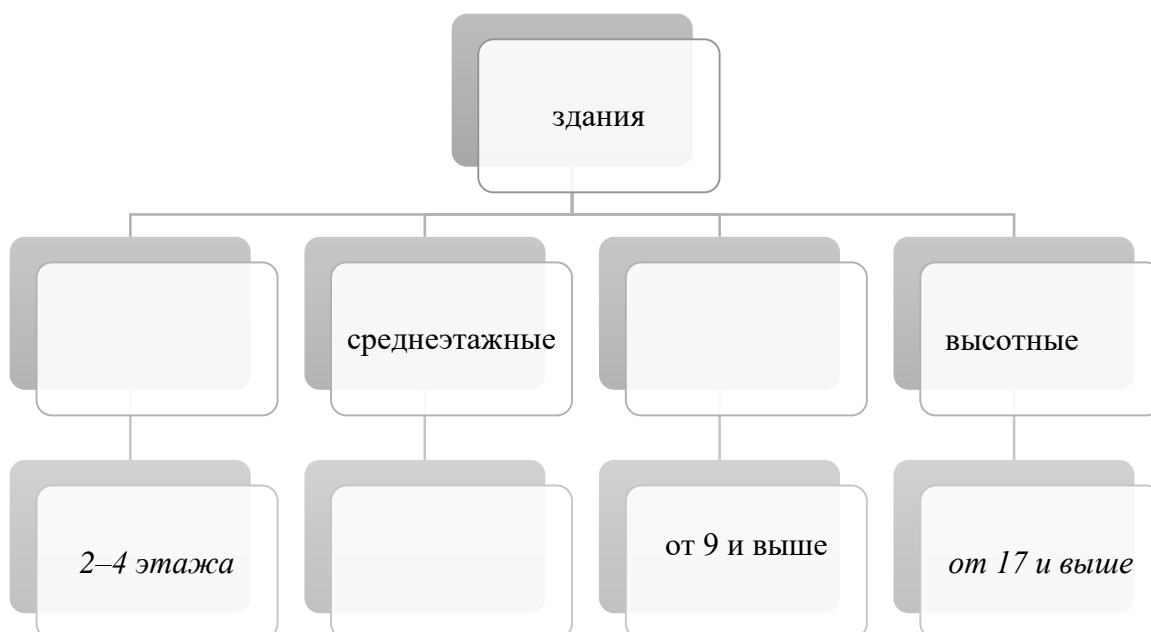 здания
среднеэтажные
высотные
2–4 этажа
от 9 и выше
от 17 и выше